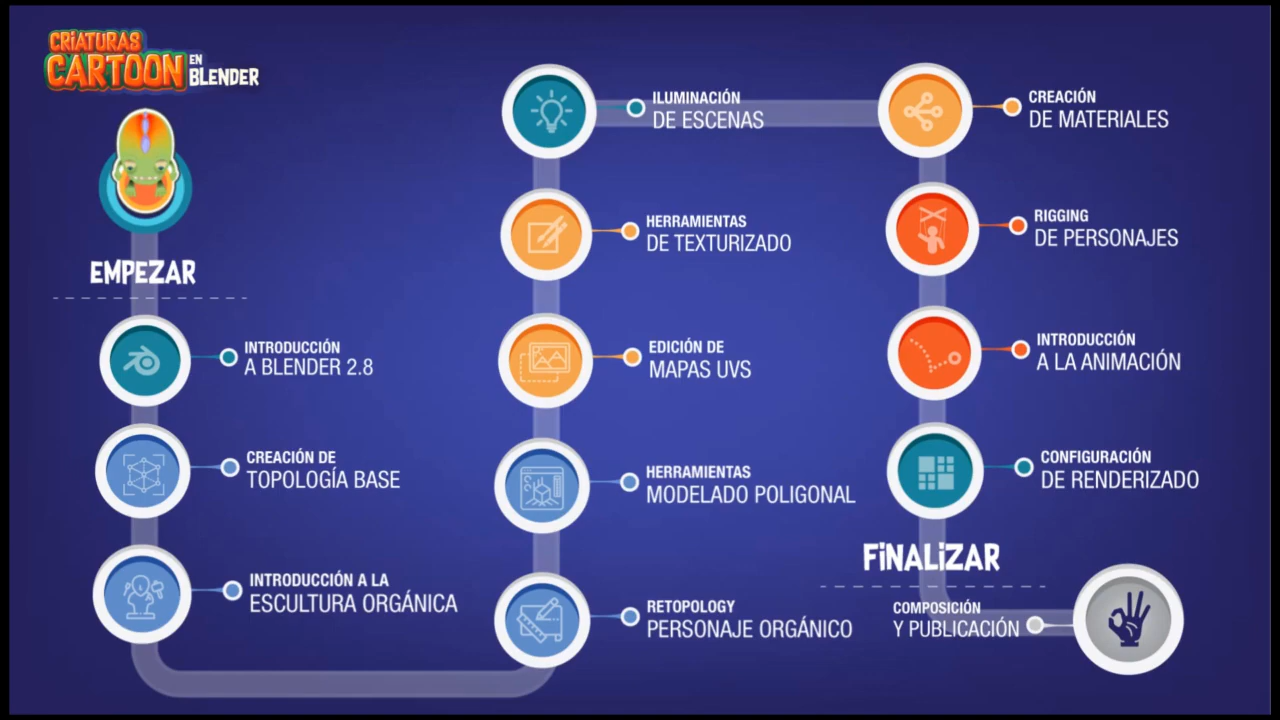 CRiATURAS
CARTOON EN
BLENDER
EMPEZAR
INTRODUCCIÓN
A BLENDER 2.8
CREACIÓN DE
TOPOLOGÍA BASE
INTRODUCCIÓN A LA
ESCULTURA ORGÁNICA
RETOPOLOGY
PERSONAJE ORGÁNICO
HERRAMIENTAS
MODELADO POLIGONAL
EDICIÓN DE
MAPAS UVS
HERRAMIENTAS
DE TEXTURIZADO
ILUMINACIÓN
DE ESCENAS
CREACIÓN
DE MATERIALES
RIGGING
DE PERSONAJES
INTRODUCCIÓN
A LA ANIMACIÓN
CONFIGURACIÓN
DE RENDERIZADO
FiNALiZAR
COMPOSICIÓN
Y PUBLICACIÓN